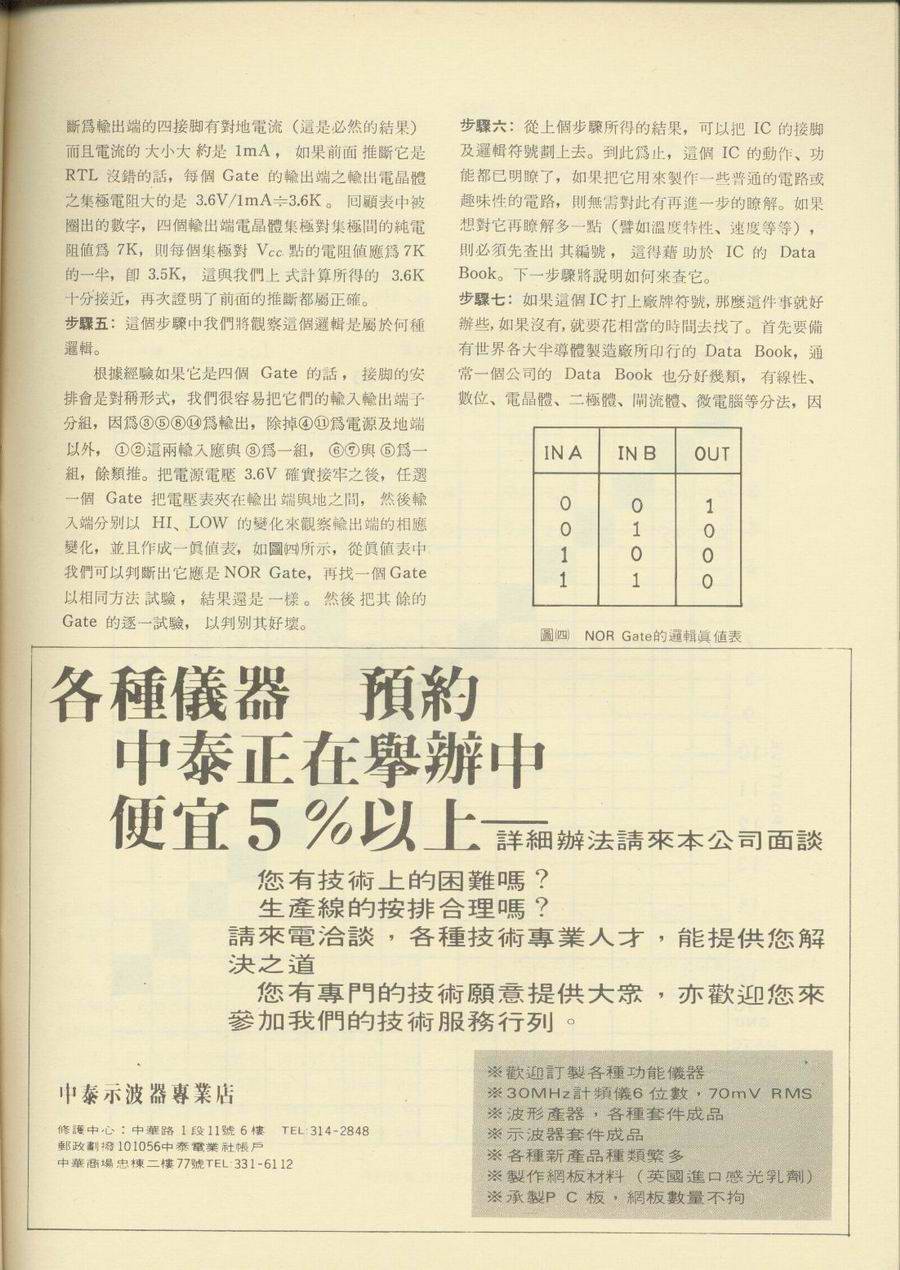 斷爲輸出端的四接脚有對地電流（這是必然的結果）
而且電流的大小大約是 1mA，如果前面推斷它是
RTL 沒錯的話，每個 Gate 的輸出端之輸出電晶體
之集極電阻大的是 3.6V/1mA≑3.6K。回顧表中被
圈出的數字，四個輸出端電晶體集極對集極間的純電
阻值爲 7K，則每個集極對 Vcc 點的電阻值應爲 7K
的一半，卽 3.5K，這與我們上式計算所得的 3.6K
十分接近，再次證明了前面的推斷都屬正確。
步驟五：這個步驟中我們將觀察這個邏輯是屬於何種
邏輯。
根據經驗如果它是四個 Gate 的話，接脚的安
排會是對稱形式，我們很容易把它們的輸入輸出端子
分組，因爲③⑤⑧⑭爲輸出，除掉④⑪爲電源及地端
以外，①②這兩輸入應與③爲一組，⑥⑦與⑤爲一
組，餘類推。把電源電壓 3.6V 確實接牢之後，任選
一個 Gate 把電壓表夾在輸出端與地之間，然後輸
入端分別以 HI、LOW 的變化來觀察輸出端的相應
變化，並且作成一眞值表，如圖四所示，從眞值表中
我們可以判斷出它應是 NOR Gate，再找一個 Gate
以相同方法試驗，結果還是一樣。然後把其餘的
Gate 的逐一試驗，以判別其好壞。
步驟六：從上個步驟所得的結果，可以把 IC 的接脚
及邏輯符號劃上去。到此爲止，這個 IC 的動作、功
能都已明瞭了，如果把它用來製作一些普通的電路或
趣味性的電路，則無需對此有再進一步的瞭解。如果
想對它再瞭解多一點（譬如溫度特性、速度等等），
則必須先查出其編號，這得藉助於 IC 的 Data
Book。下一步驟將說明如何來查它。
步驟七：如果這個 IC 打上廠牌符號，那麼這件事就好
辦些，如果沒有，就要花相當的時間去找了。首先要備
有世界各大半導體製造廠所印行的 Data Book，通
常一個公司的 Data Book 也分好幾類，有線性、
數位、電晶體、二極體、閘流體、微電腦等分法，因
IN A IN B OUT
0 0 1
0 1 0
1 0 0
1 1 0
圖四 NOR Gate的邏輯眞值表
各種儀器 預約
中泰正在舉辦中
便宜5%以上—詳細辦法請來本公司面談
您有技術上的困難嗎？
生產線的按排合理嗎？
請來電洽談，各種技術專業人才，能提供您解
決之道
您有專門的技術願意提供大眾，亦歡迎您來
參加我們的技術服務行列。
中泰示波器專業店
修護中心：中華路1段11號6樓 TEL:314-2848
郵政劃撥101056中泰電業社帳戶
中華商場忠棟二樓77號TEL:331-6112
※歡迎訂製各種功能儀器
※30MHz計頻儀6位數，70mV RMS
※波形產器，各種套件成品
※示波器套件成品
※各種新產品種類繁多
※製作網板材料（英國進口感光乳劑）
※承製PC板，網板數量不拘